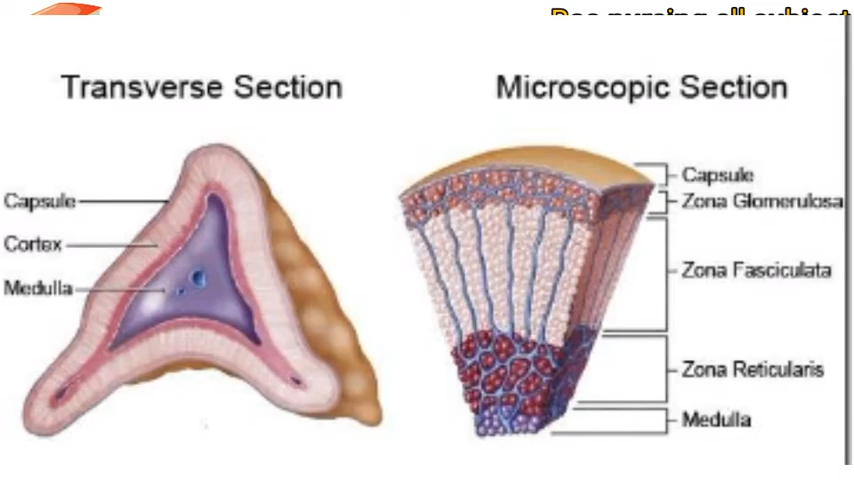 Transverse Section
Microscopic Section
Capsule
Cortex
Medulla
Capsule
Zona Glomerulosa
Zona Fasciculata
Zona Reticularis
Medulla